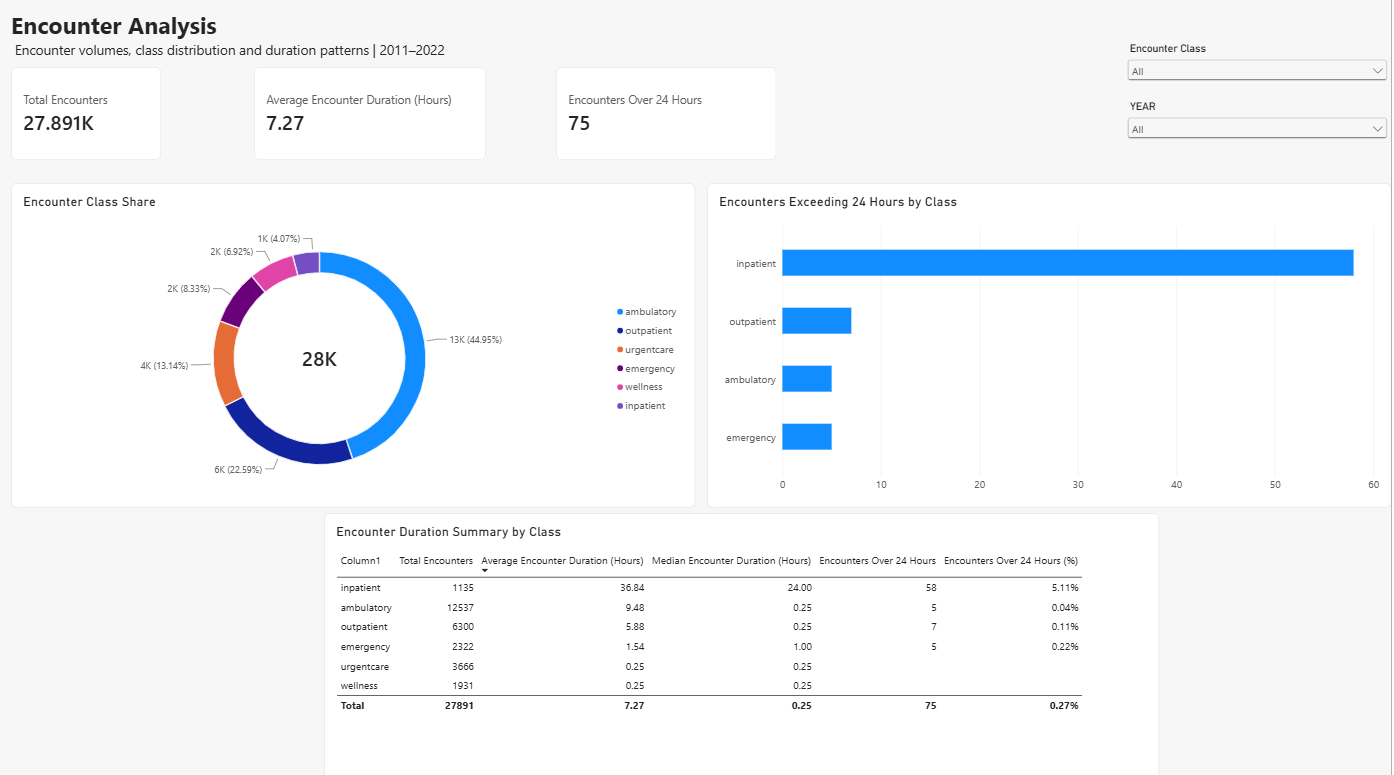 Encounter Analysis
Encounter volumes, class distribution and duration patterns | 2011–2022
Encounter Class
All
YEAR
All
Total Encounters
27.891K
Average Encounter Duration (Hours)
7.27
Encounters Over 24 Hours
75
Encounter Class Share
1K (4.07%)
2K (6.92%)
2K (8.33%)
4K (13.14%)
6K (22.59%)
13K (44.95%)
28K
ambulatory
outpatient
urgentcare
emergency
wellness
inpatient
Encounters Exceeding 24 Hours by Class
inpatient
outpatient
ambulatory
emergency
0 10 20 30 40 50 60
Encounter Duration Summary by Class
Column1 Total Encounters Average Encounter Duration (Hours) Median Encounter Duration (Hours) Encounters Over 24 Hours Encounters Over 24 Hours (%)
inpatient 1135 36.84 24.00 58 5.11%
ambulatory 12537 9.48 0.25 5 0.04%
outpatient 6300 5.88 0.25 7 0.11%
emergency 2322 1.54 1.00 5 0.22%
urgentcare 3666 0.25 0.25
wellness 1931 0.25 0.25
Total 27891 7.27 0.25 75 0.27%